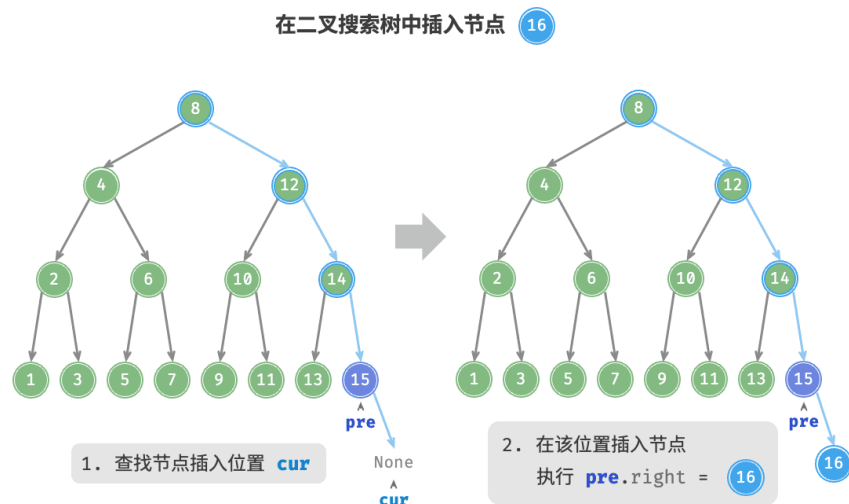 在二叉搜索树中插入节点 16
8
4 12
2 6 10 14
1 3 5 7 9 11 13 15
pre
None
cur
1. 查找节点插入位置 cur
8
4 12
2 6 10 14
1 3 5 7 9 11 13 15
pre
16
2. 在该位置插入节点
执行 pre.right = 16